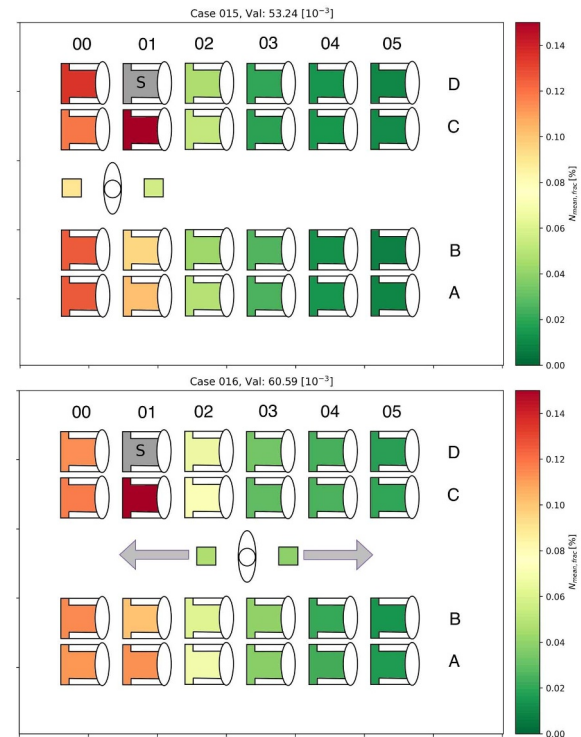 Case 015, Val: 53.24 [10⁻³]
00 01 02 03 04 05
S
D
C
B
A
0.14
0.12
0.10
0.08
0.06
0.04
0.02
0.00
N_mean,frac [%]
Case 016, Val: 60.59 [10⁻³]
00 01 02 03 04 05
S
D
C
B
A
0.14
0.12
0.10
0.08
0.06
0.04
0.02
0.00
N_mean,frac [%]